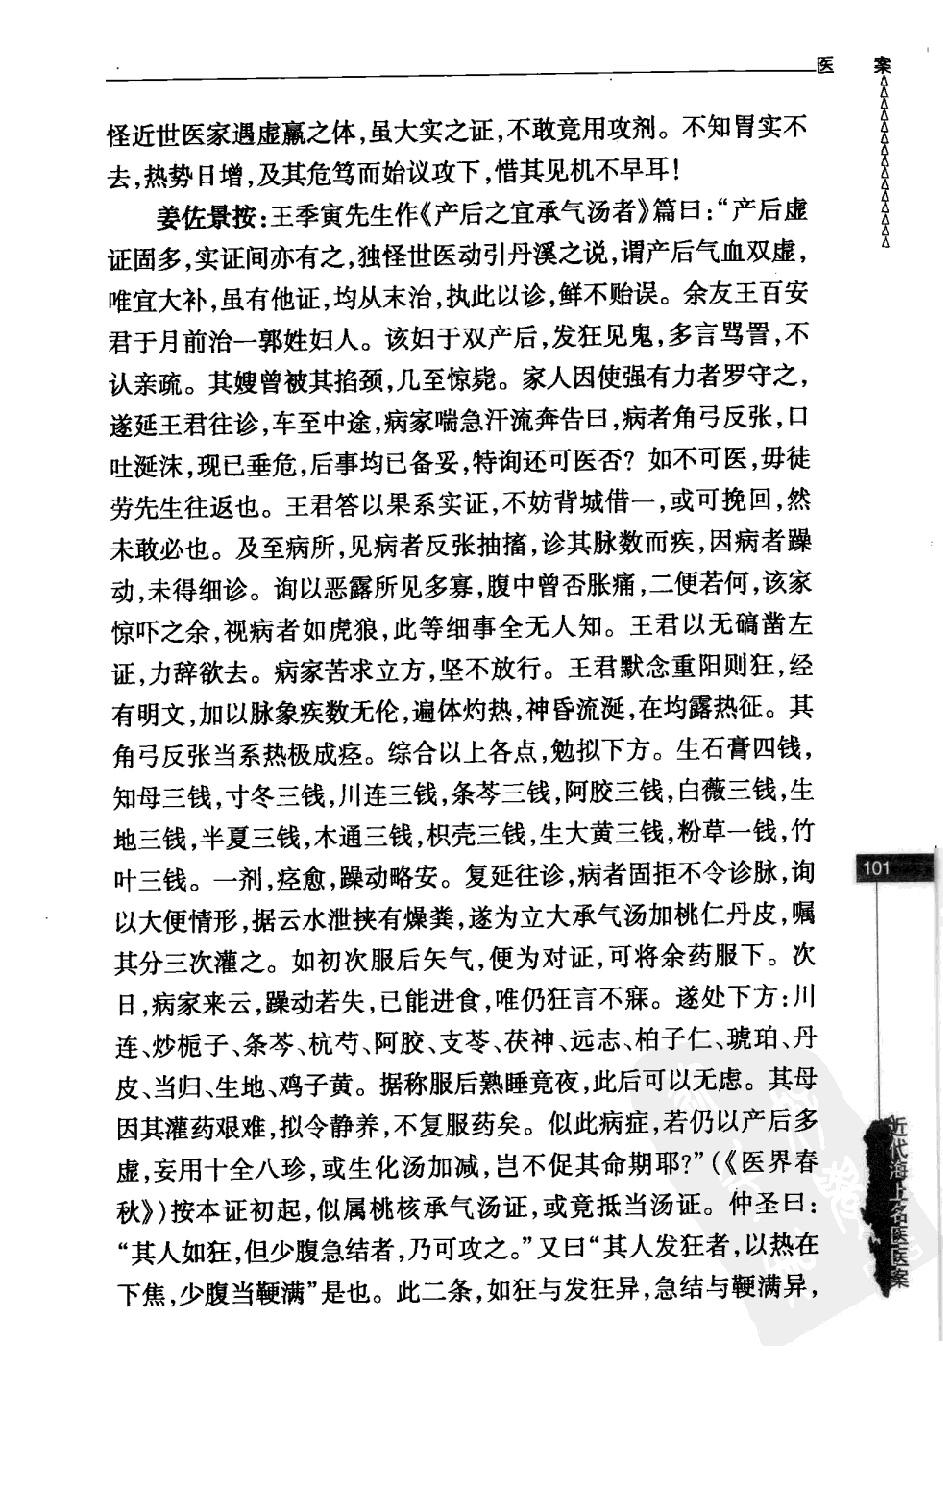 医 案
怪近世医家遇虚羸之体,虽大实之证,不敢竟用攻剂。不知胃实不
去,热势日增,及其危笃而始议攻下,惜其见机不早耳!
姜佐景按:王季寅先生作《产后之宜承气汤者》篇曰:“产后虚
证固多,实证间亦有之,独怪世医动引丹溪之说,谓产后气血双虚,
唯宜大补,虽有他证,均从末治,执此以诊,鲜不贻误。余友王百安
君于月前治一郭姓妇人。该妇于双产后,发狂见鬼,多言骂詈,不
认亲疏。其嫂曾被其掐颈,几至惊毙。家人因使强有力者罗守之,
遂延王君往诊,车至中途,病家喘急汗流奔告曰,病者角弓反张,口
吐涎沫,现已垂危,后事均已备妥,特询还可医否?如不可医,毋徒
劳先生往返也。王君答以果系实证,不妨背城借一,或可挽回,然
未敢必也。及至病所,见病者反张抽搐,诊其脉数而疾,因病者躁
动,未得细诊。询以恶露所见多寡,腹中曾否胀痛,二便若何,该家
惊吓之余,视病者如虎狼,此等细事全无人知。王君以无确凿左
证,力辞欲去。病家苦求立方,坚不放行。王君默念重阳则狂,经
有明文,加以脉象疾数无伦,遍体灼热,神昏流涎,在均露热征。其
角弓反张当系热极成痉。综合以上各点,勉拟下方。生石膏四钱,
知母三钱,寸冬三钱,川连三钱,条芩三钱,阿胶三钱,白薇三钱,生
地三钱,半夏三钱,木通三钱,枳壳三钱,生大黄三钱,粉草一钱,竹
叶三钱。一剂,痉愈,躁动略安。复延往诊,病者固拒不令诊脉,询
以大便情形,据云水泄挟有燥粪,遂为立大承气汤加桃仁丹皮,嘱
其分三次灌之。如初次服后矢气,便为对证,可将余药服下。次
日,病家来云,躁动若失,已能进食,唯仍狂言不寐。遂处下方:川
连、炒栀子、条芩、杭芍、阿胶、支苓、茯神、远志、柏子仁、琥珀、丹
皮、当归、生地、鸡子黄。据称服后熟睡竟夜,此后可以无虑。其母
因其灌药艰难,拟令静养,不复服药矣。似此病症,若仍以产后多
虚,妄用十全八珍,或生化汤加减,岂不促其命期耶?”(《医界春
秋》)按本证初起,似属桃核承气汤证,或竟抵当汤证。仲圣曰:
“其人如狂,但少腹急结者,乃可攻之。”又曰“其人发狂者,以热在
下焦,少腹当鞕满”是也。此二条,如狂与发狂异,急结与鞕满异,
101
近代海上名医医案